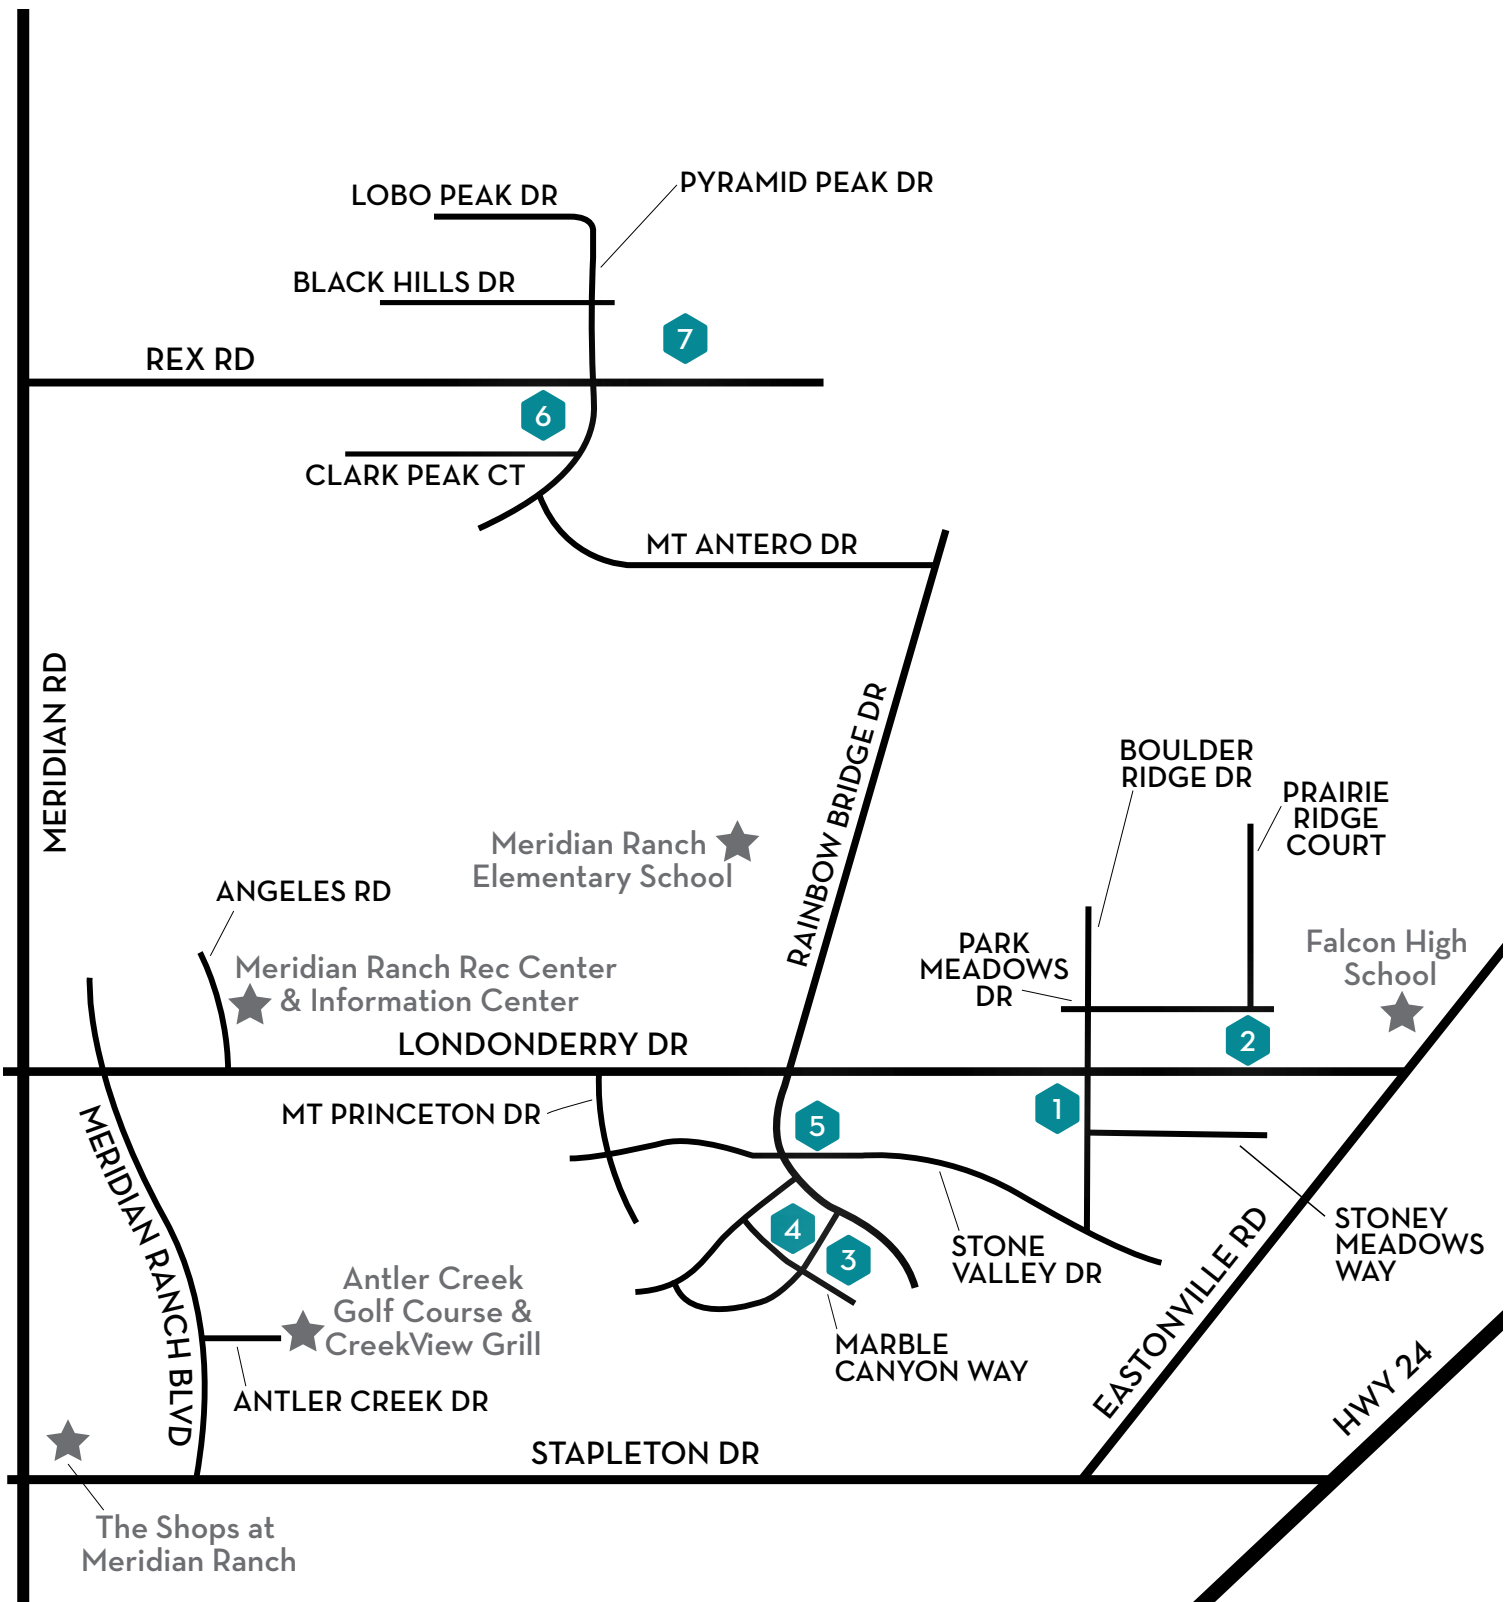 PYRAMID PEAK DR
LOBO PEAK DR
BLACK HILLS DR
7
REX RD
6
CLARK PEAK CT
MT ANTERO DR
MERIDIAN RD
RAINBOW BRIDGE DR
BOULDER
RIDGE DR
PRAIRIE
RIDGE
COURT
Meridian Ranch
Elementary School
ANGELES RD
PARK
MEADOWS
DR
Falcon High
School
Meridian Ranch Rec Center
& Information Center
LONDONDERRY DR
2
MT PRINCETON DR
5
1
MERIDIAN RANCH BLVD
4
3
STONE
VALLEY DR
STONEY
MEADOWS
WAY
EASTONVILLE RD
Antler Creek
Golf Course &
CreekView Grill
MARBLE
CANYON WAY
ANTLER CREEK DR
HWY 24
STAPLETON DR
The Shops at
Meridian Ranch